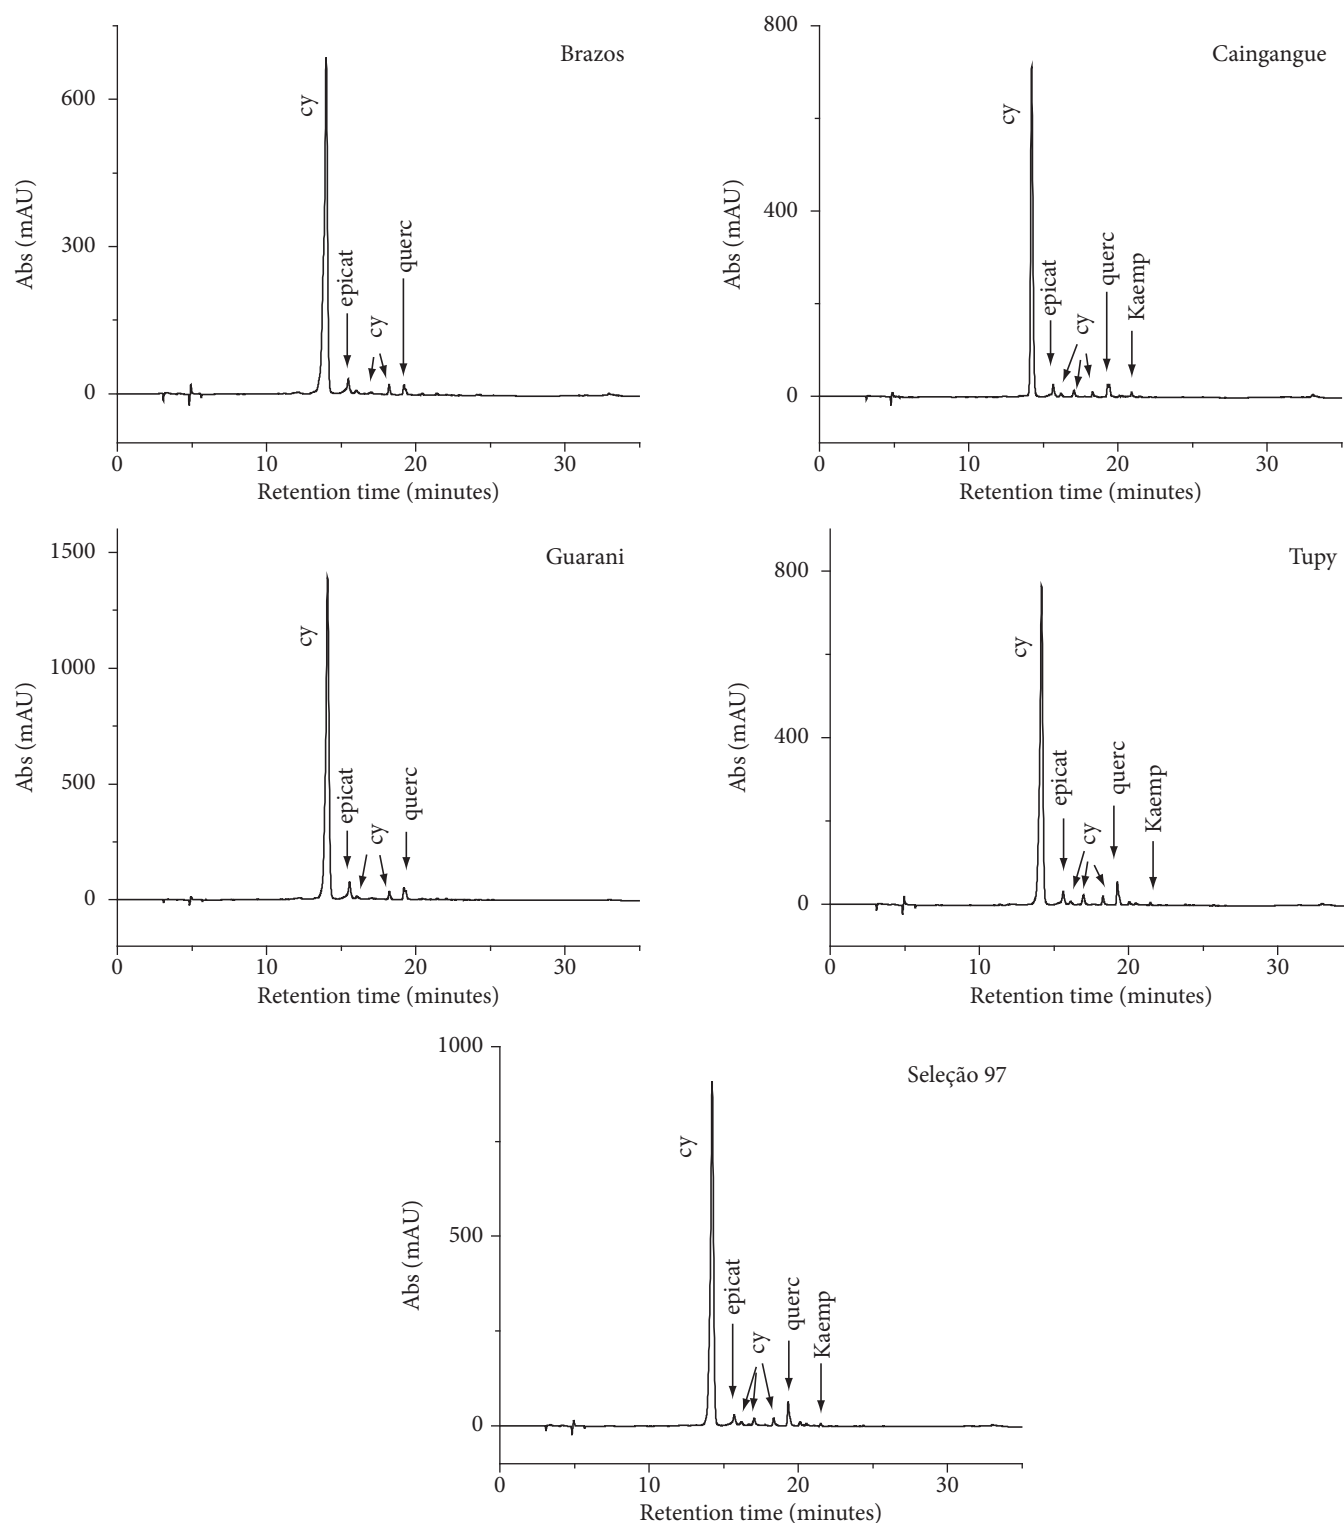 Brazos
Abs (mAU)
600
300
0
cy
epicat
cy
querc
0 10 20 30
Retention time (minutes)
Caingangue
Abs (mAU)
800
400
0
cy
epicat
cy
querc
Kaemp
0 10 20 30
Retention time (minutes)
Guarani
Abs (mAU)
1500
1000
500
0
cy
epicat
cy
querc
0 10 20 30
Retention time (minutes)
Tupy
Abs (mAU)
800
400
0
cy
epicat
cy
querc
Kaemp
0 10 20 30
Retention time (minutes)
Seleção 97
Abs (mAU)
1000
500
0
cy
epicat
cy
querc
Kaemp
0 10 20 30
Retention time (minutes)